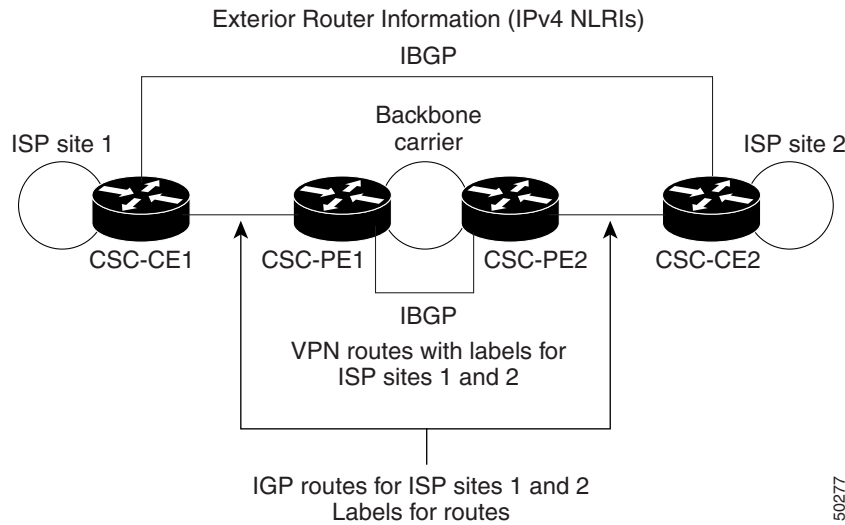 Exterior Router Information (IPv4 NLRIs)
IBGP
Backbone
carrier
ISP site 1
ISP site 2
CSC-CE1
CSC-PE1
CSC-PE2
CSC-CE2
IBGP
VPN routes with labels for
ISP sites 1 and 2
IGP routes for ISP sites 1 and 2
Labels for routes
50277